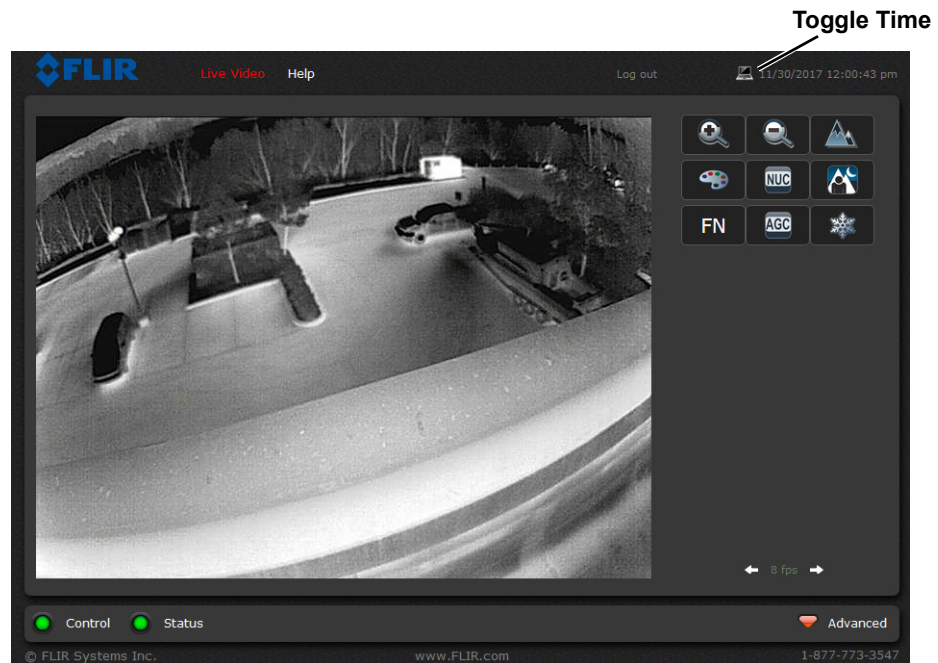 Toggle Time
FLIR Live Video Help Log out 11/30/2017 12:00:43 pm
NUC
FN AGC
8 fps
Control Status Advanced
© FLIR Systems Inc. www.FLIR.com 1-877-773-3547